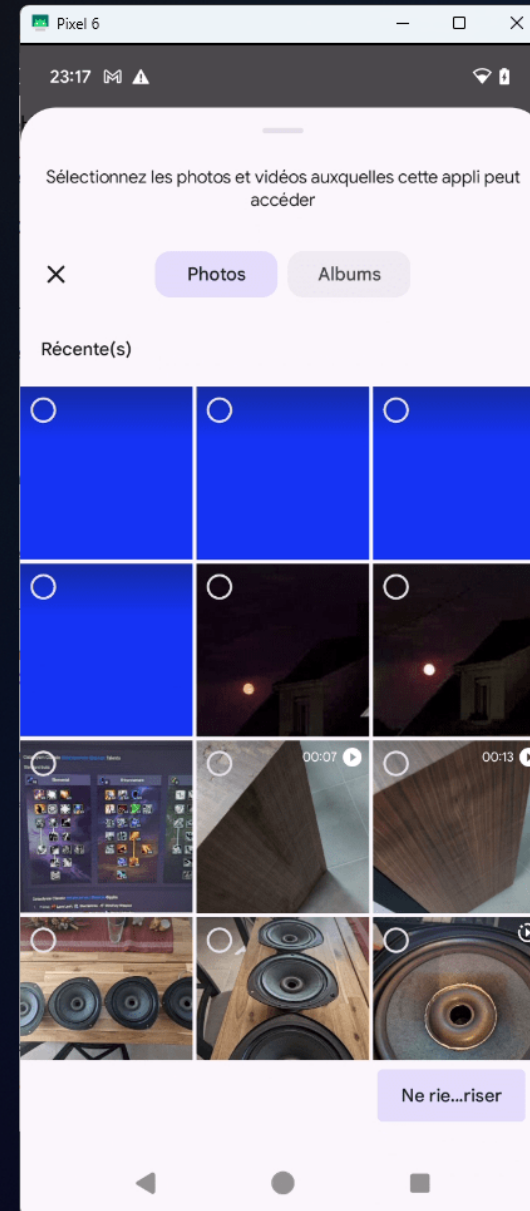 Pixel 6
23:17
Sélectionnez les photos et vidéos auxquelles cette appli peut
accéder
Photos
Albums
Récente(s)
00:07
00:13
Ne rie...riser